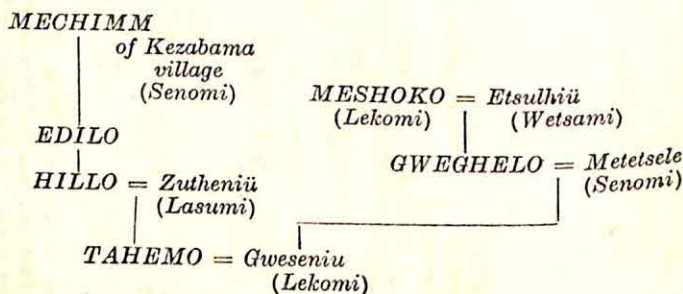 MECHIMM
of Kezabama
village
(Senomi)
MESHOKO = Etsulhiü
(Lekomi) (Wetsami)
EDILO
GWEGHELO = Metetsele
(Senomi)
HILLO = Zutheniü
(Lasumi)
TAHEMO = Gweseniu
(Lekomi)